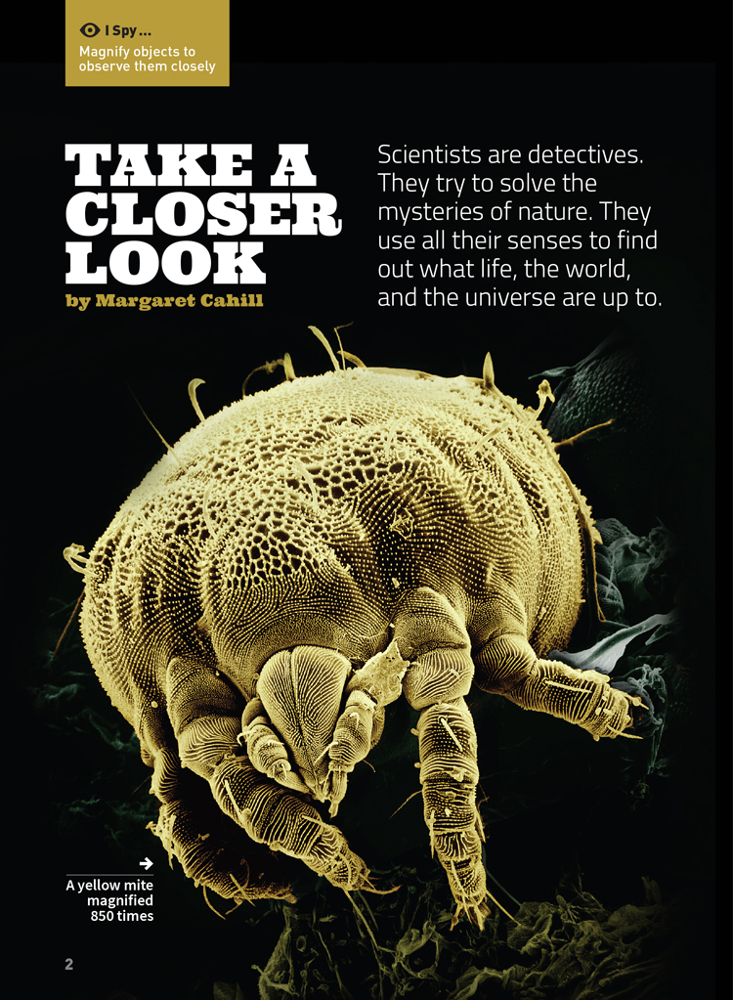 I Spy...
Magnify objects to
observe them closely
TAKE A
CLOSER
LOOK
by Margaret Cahill
Scientists are detectives.
They try to solve the
mysteries of nature. They
use all their senses to find
out what life, the world,
and the universe are up to.
A yellow mite
magnified
850 times
2